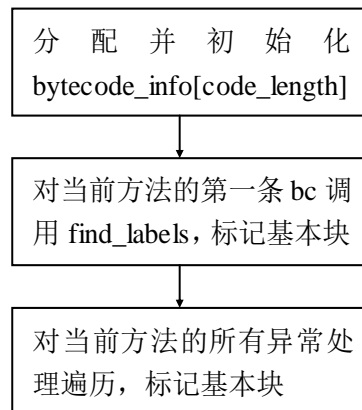 分配并初始化
bytecode_info[code_length]
对当前方法的第一条 bc 调
用 find_labels，标记基本块
对当前方法的所有异常处
理遍历，标记基本块